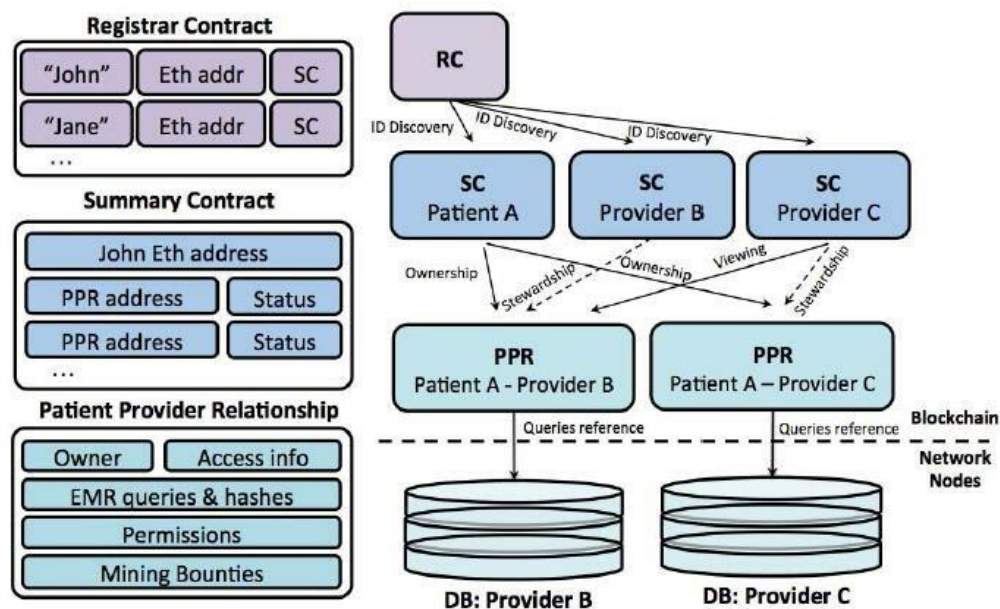 Registrar Contract
“John” Eth addr SC
“Jane” Eth addr SC
...
Summary Contract
John Eth address
PPR address Status
PPR address Status
...
Patient Provider Relationship
Owner Access info
EMR queries & hashes
Permissions
Mining Bounties
RC
ID Discovery ID Discovery ID Discovery
SC
Patient A
SC
Provider B
SC
Provider C
Ownership
Stewardship
Ownership
Viewing
Stewardship
PPR
Patient A - Provider B
PPR
Patient A – Provider C
Queries reference
Queries reference
Blockchain
Network
Nodes
DB: Provider B
DB: Provider C